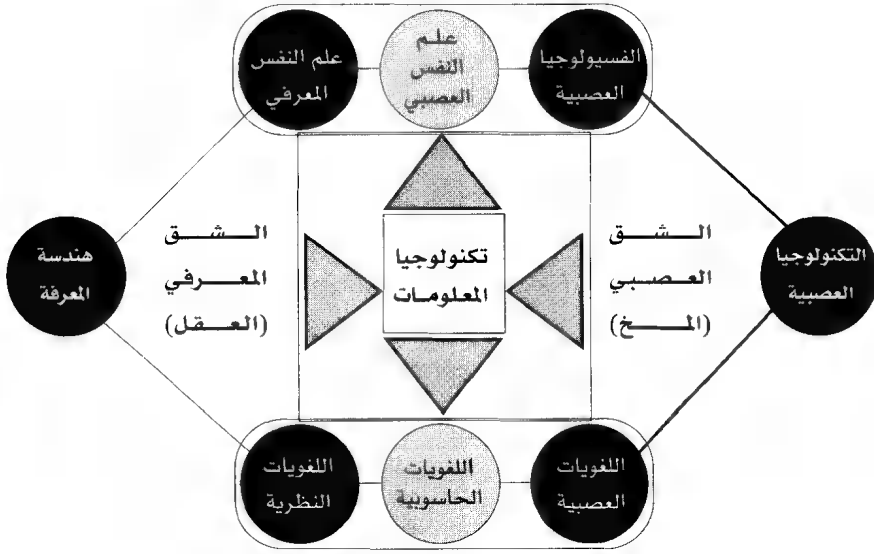 الفسيولوجيا
العصبية
علم
النفس
العصبي
علم النفس
المعرفي
التكنولوجيا
العصبية
الشق
العصبي
(المخ)
تكنولوجيا
المعلومات
الشق
المعرفي
(العقل)
هندسة
المعرفة
اللغويات
العصبية
اللغويات
الحاسوبية
اللغويات
النظرية